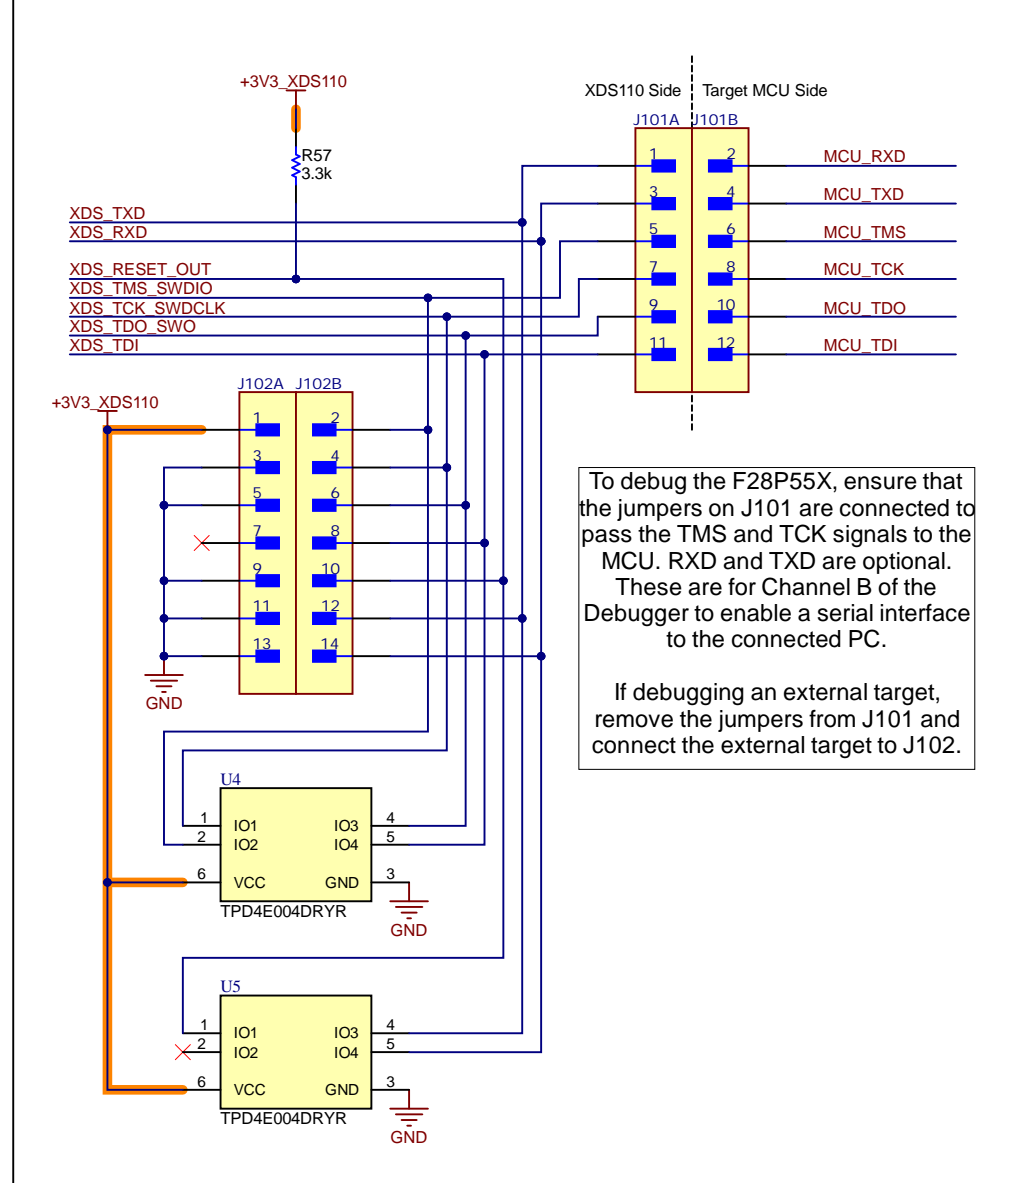 +3V3_XDS110
XDS110 Side
Target MCU Side
J101A
J101B
R57
3.3k
1
2
MCU_RXD
3
4
MCU_TXD
XDS_TXD
XDS_RXD
5
6
MCU_TMS
XDS_RESET_OUT
7
8
MCU_TCK
XDS_TMS_SWDIO
XDS_TCK_SWDCLK
9
10
MCU_TDO
XDS_TDO_SWO
XDS_TDI
11
12
MCU_TDI
J102A
J102B
+3V3_XDS110
1
2
3
4
5
6
7
8
9
10
11
12
13
14
GND
To debug the F28P55X, ensure that
the jumpers on J101 are connected to
pass the TMS and TCK signals to the
MCU. RXD and TXD are optional.
These are for Channel B of the
Debugger to enable a serial interface
to the connected PC.
If debugging an external target,
remove the jumpers from J101 and
connect the external target to J102.
U4
1
IO1
IO3
4
2
IO2
IO4
5
6
VCC
GND
3
TPD4E004DRYR
GND
U5
1
IO1
IO3
4
2
IO2
IO4
5
6
VCC
GND
3
TPD4E004DRYR
GND